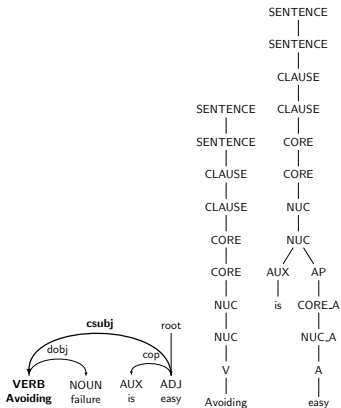 SENTENCE
SENTENCE
CLAUSE
SENTENCE CLAUSE
SENTENCE CORE
CLAUSE CORE
CLAUSE NUC
CORE NUC
CORE AUX AP
NUC is CORE_A
csubj root
dobj cop
NUC NUC_A
VERB NOUN AUX ADJ V A
Avoiding failure is easy Avoiding easy